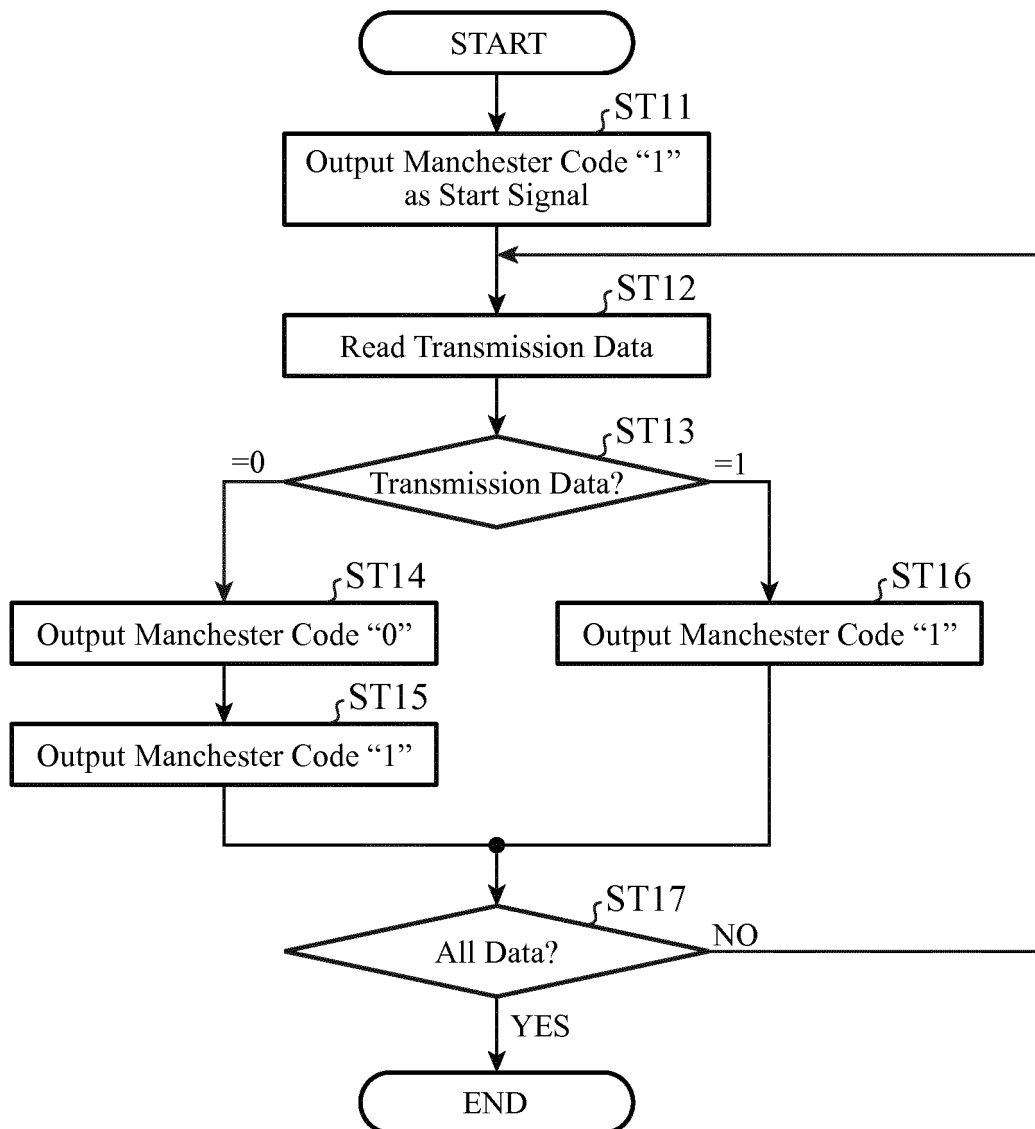 START
ST11
Output Manchester Code “1”
as Start Signal
ST12
Read Transmission Data
ST13
=0
=1
Transmission Data?
ST14
ST16
Output Manchester Code “0”
Output Manchester Code “1”
ST15
Output Manchester Code “1”
ST17
All Data?
NO
YES
END